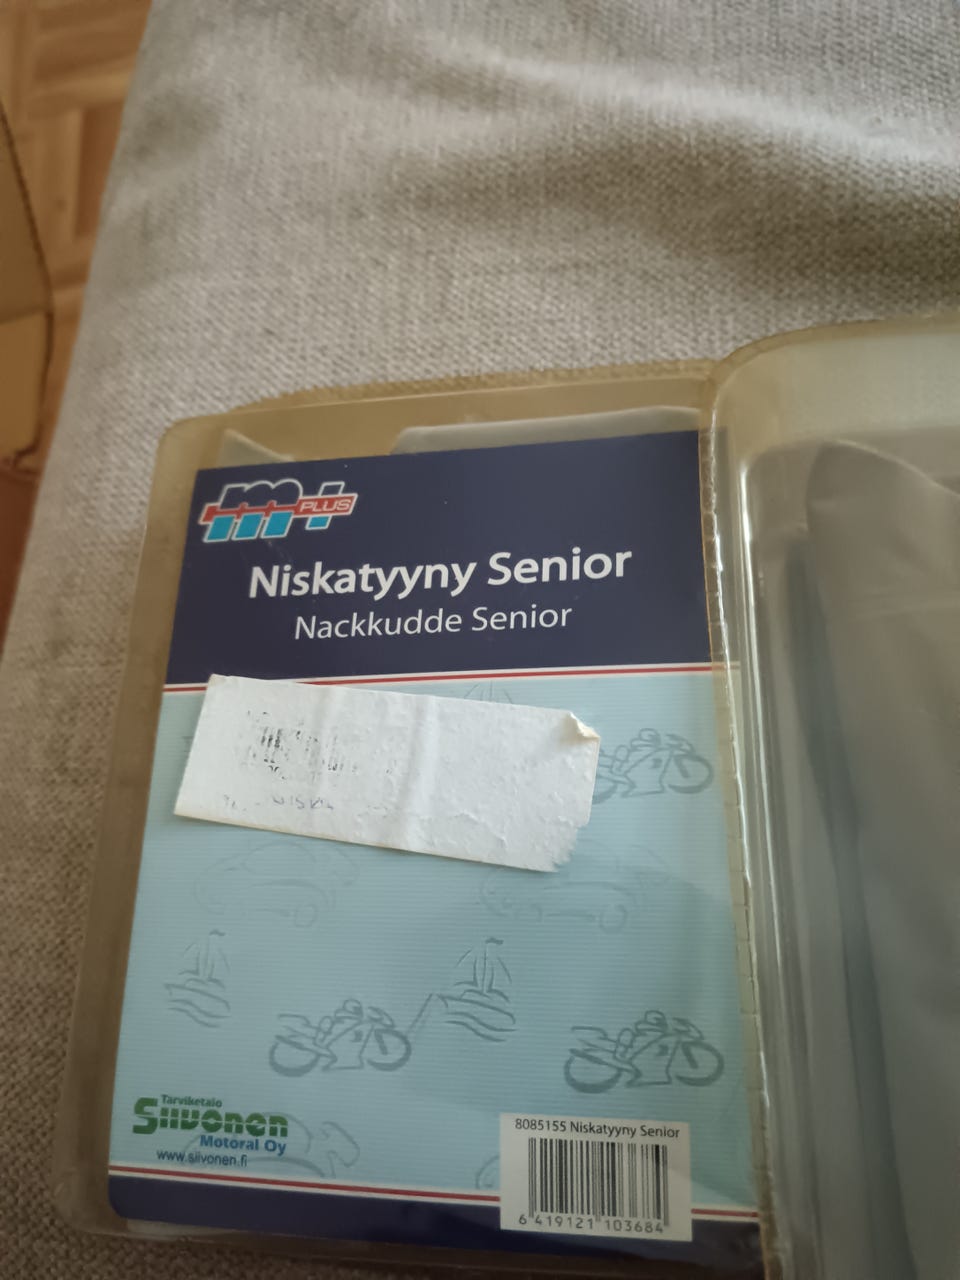 m+ PLUS
Niskatyyny Senior
Nackkudde Senior
Tarviketalo
Siivonen
Motoral Oy
www.siivonen.fi
8085155 Niskatyyny Senior
6 419121 103684